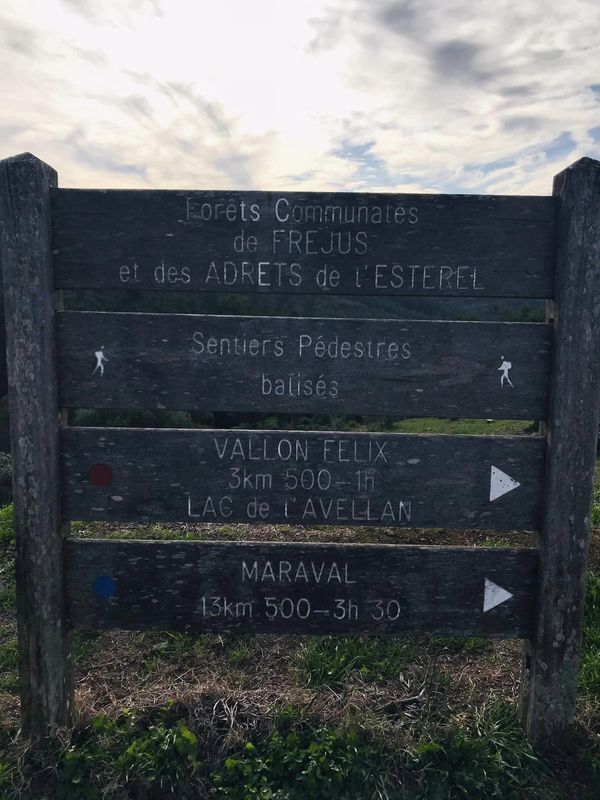 Forêts Communales
de FREJUS
et des ADRETS de l'ESTEREL
Sentiers Pédestres
balisés
VALLON FELIX
3km 500-1h
LAC de l'AVELLAN
MARAVAL
13km 500-3h 30